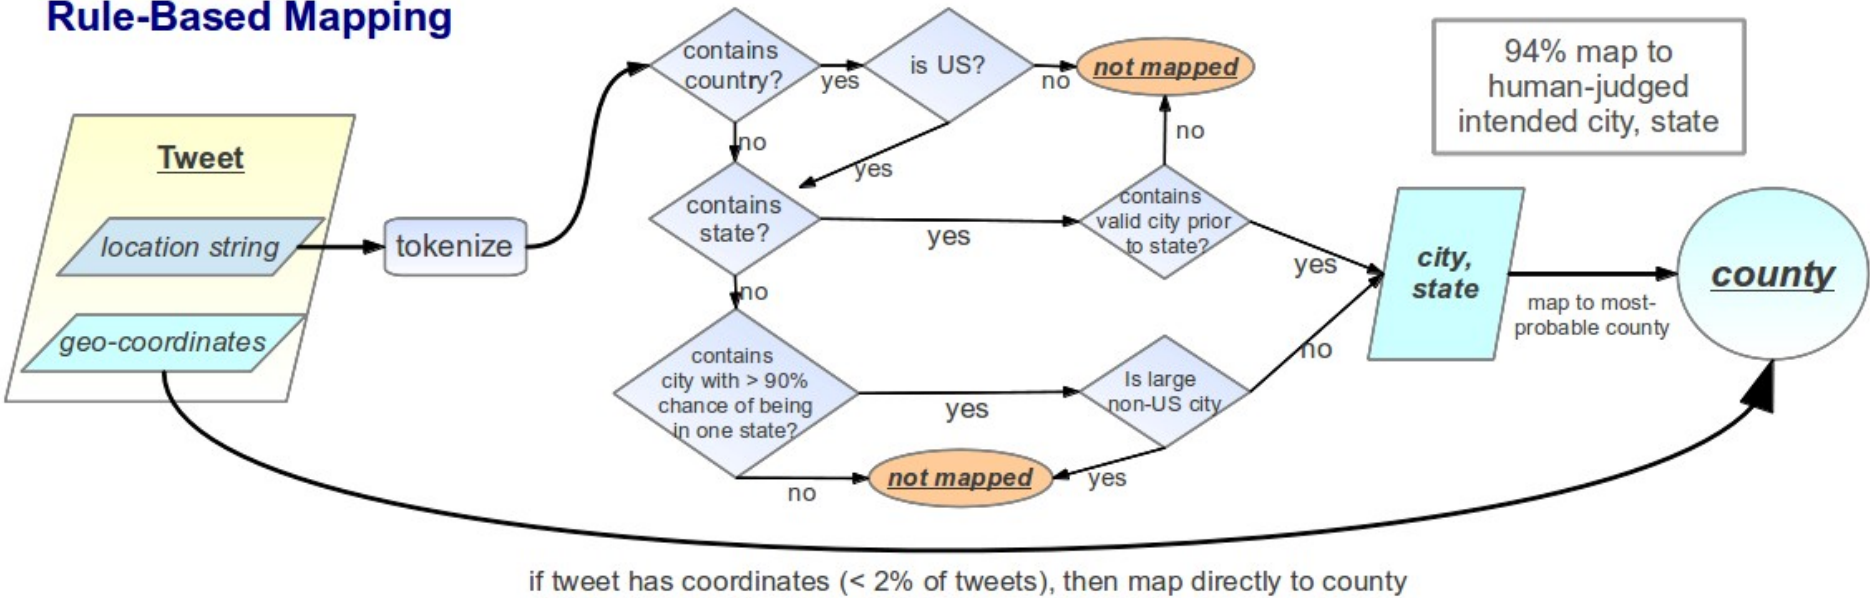 Rule-Based Mapping
Tweet
location string
geo-coordinates
tokenize
contains
country?
yes
is US?
no
not mapped
no
yes
contains
state?
yes
contains
valid city prior
to state?
no
yes
no
contains
city with > 90%
chance of being
in one state?
yes
Is large
non-US city
no
yes
no
not mapped
city,
state
map to most-
probable county
county
94% map to
human-judged
intended city, state
if tweet has coordinates (< 2% of tweets), then map directly to county